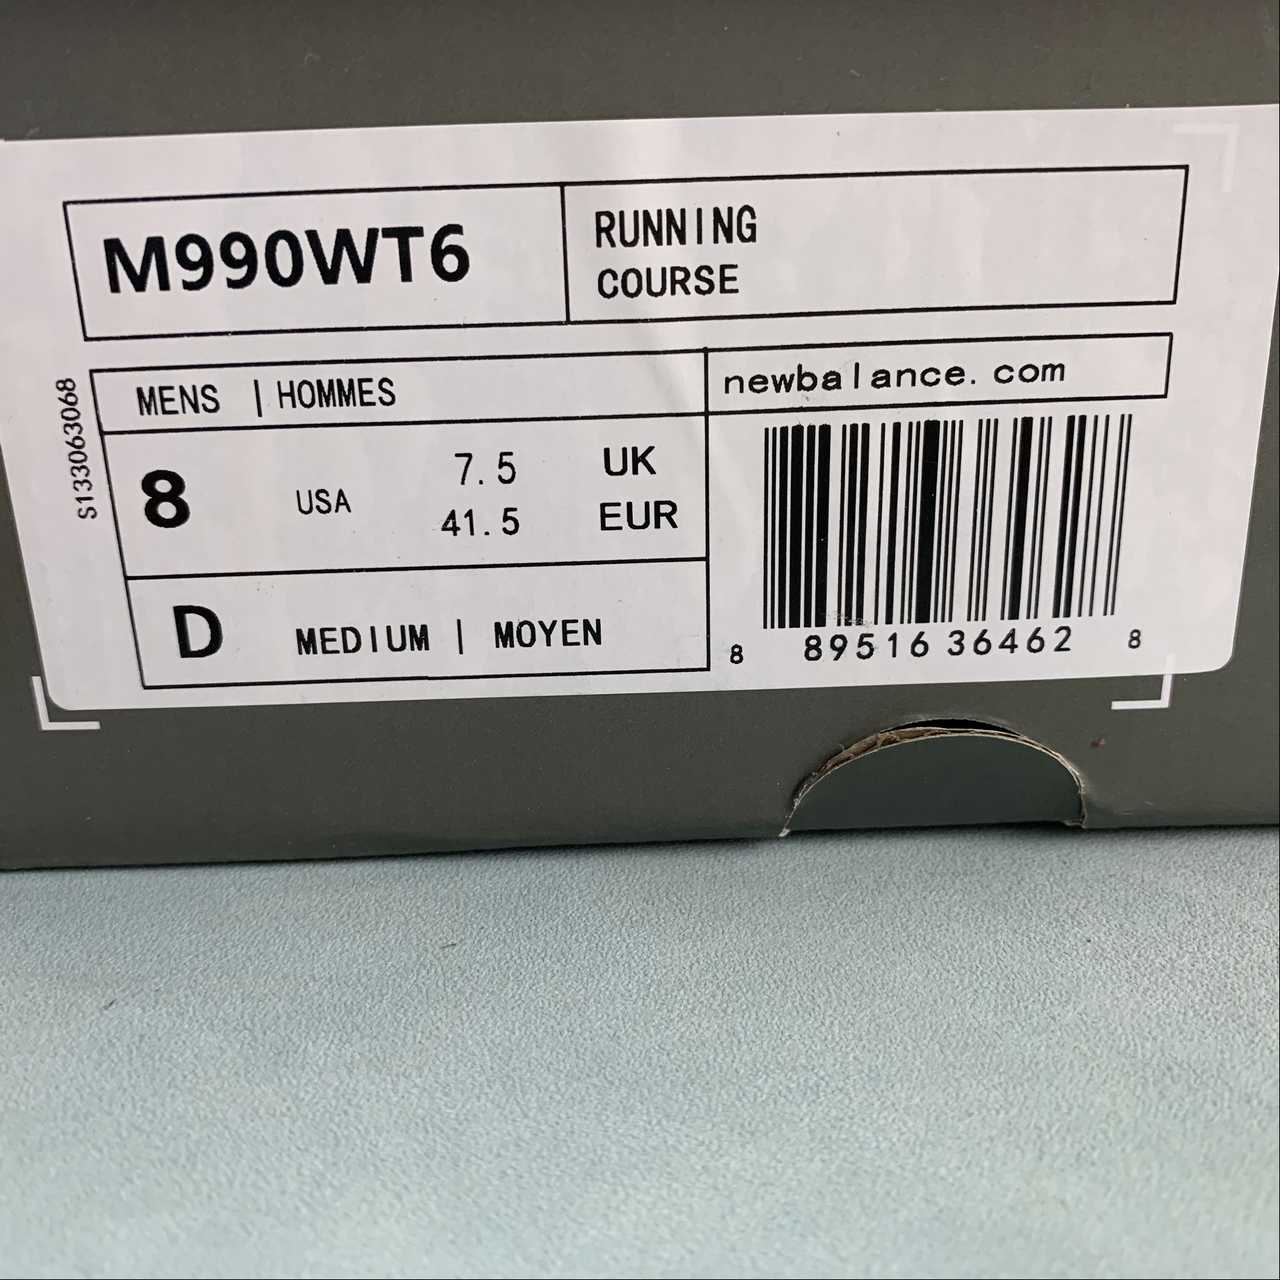 M990WT6
RUNNING
COURSE
S133063068
MENS | HOMMES
newbalance.com
8 USA
7.5 UK
41.5 EUR
D MEDIUM | MOYEN
8 89516 36462 8